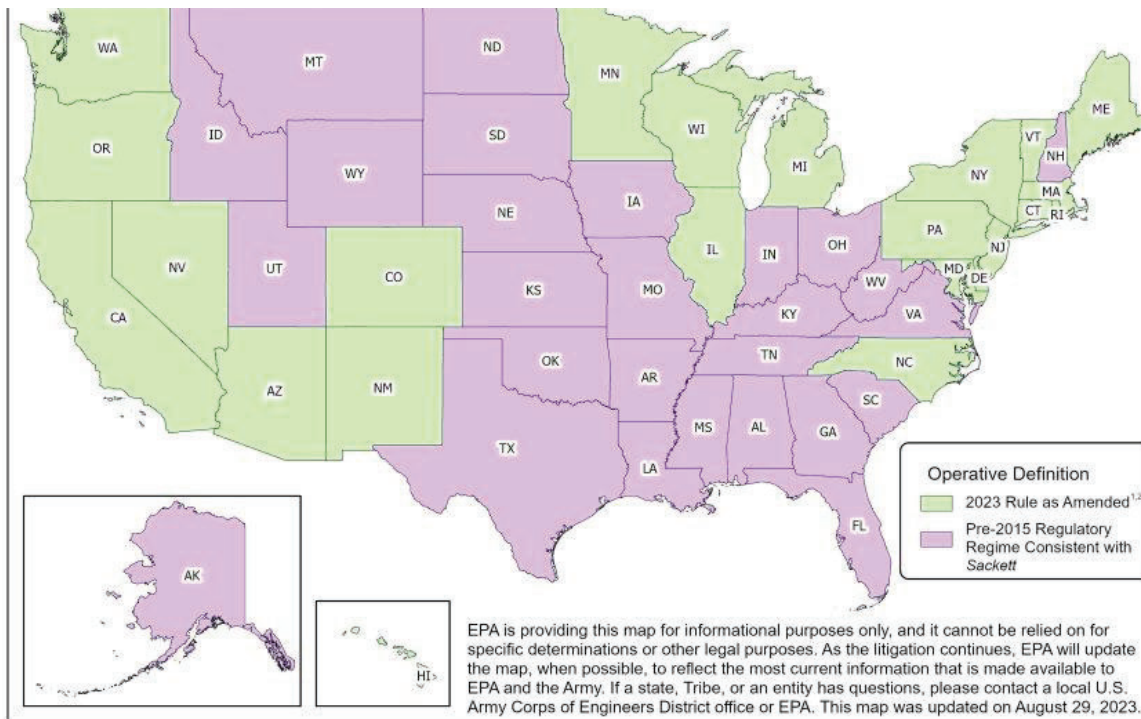 WA
MT
ND
MN
ME
OR
ID
SD
WI
VT
NH
WY
MI
NY
MA
CT
RI
NE
IA
PA
NV
UT
CO
IL
IN
OH
NJ
MD
DE
KS
MO
WV
VA
CA
KY
OK
TN
NC
AZ
NM
AR
SC
TX
MS
AL
GA
LA
FL
AK
HI
Operative Definition
2023 Rule as Amended1,2
Pre-2015 Regulatory
Regime Consistent with
Sackett
EPA is providing this map for informational purposes only, and it cannot be relied on for
specific determinations or other legal purposes. As the litigation continues, EPA will update
the map, when possible, to reflect the most current information that is made available to
EPA and the Army. If a state, Tribe, or an entity has questions, please contact a local U.S.
Army Corps of Engineers District office or EPA. This map was updated on August 29, 2023.